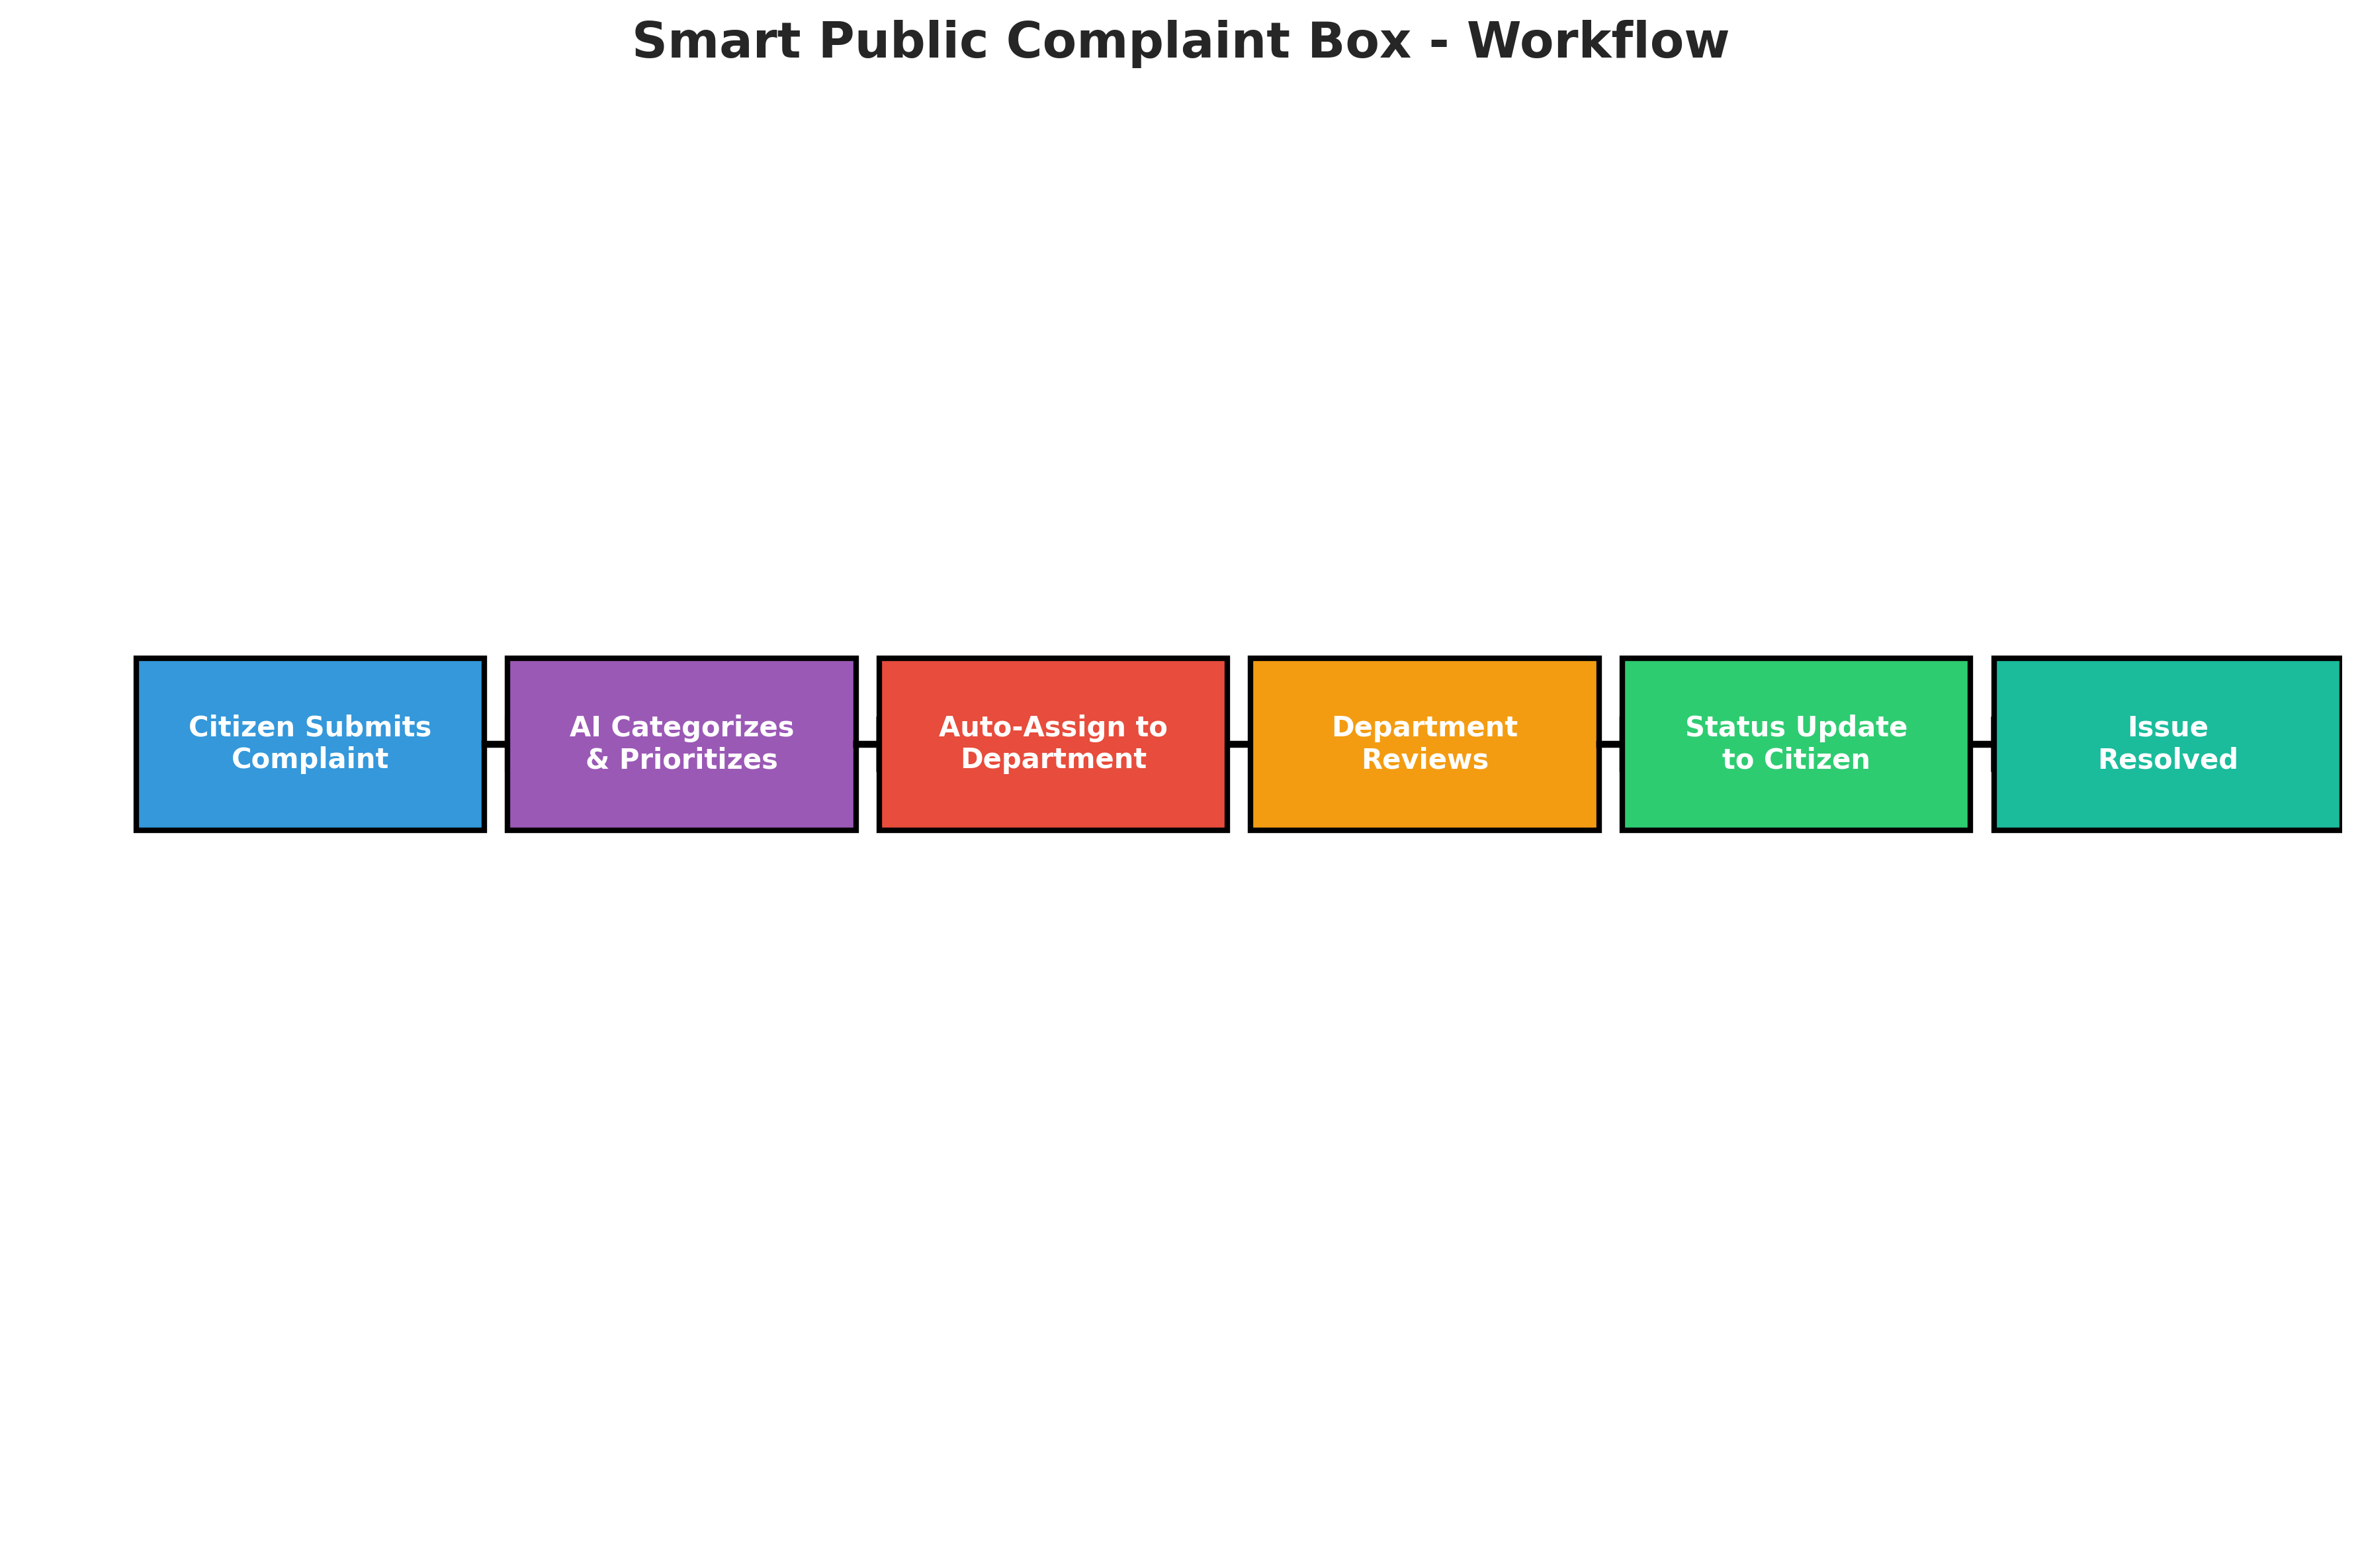 Smart Public Complaint Box - Workflow
Citizen Submits
Complaint
AI Categorizes
& Prioritizes
Auto-Assign to
Department
Department
Reviews
Status Update
to Citizen
Issue
Resolved